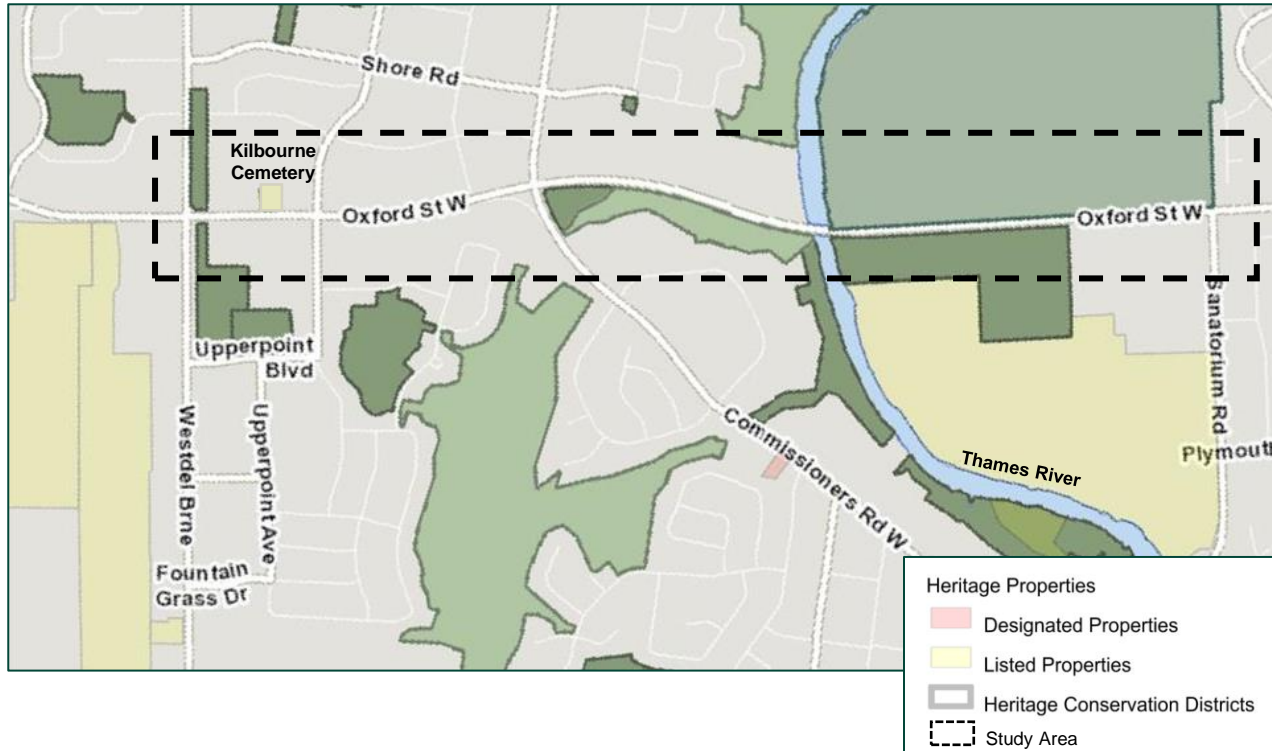 Shore Rd
Kilbourne
Cemetery
Oxford St W
Oxford St W
Upperpoint
Blvd
Westdel Brne
Upperpoint Ave
Fountain
Grass Dr
Commissioners Rd W
Thames River
Sanatorium Rd
Plymouth
Heritage Properties
Designated Properties
Listed Properties
Heritage Conservation Districts
Study Area